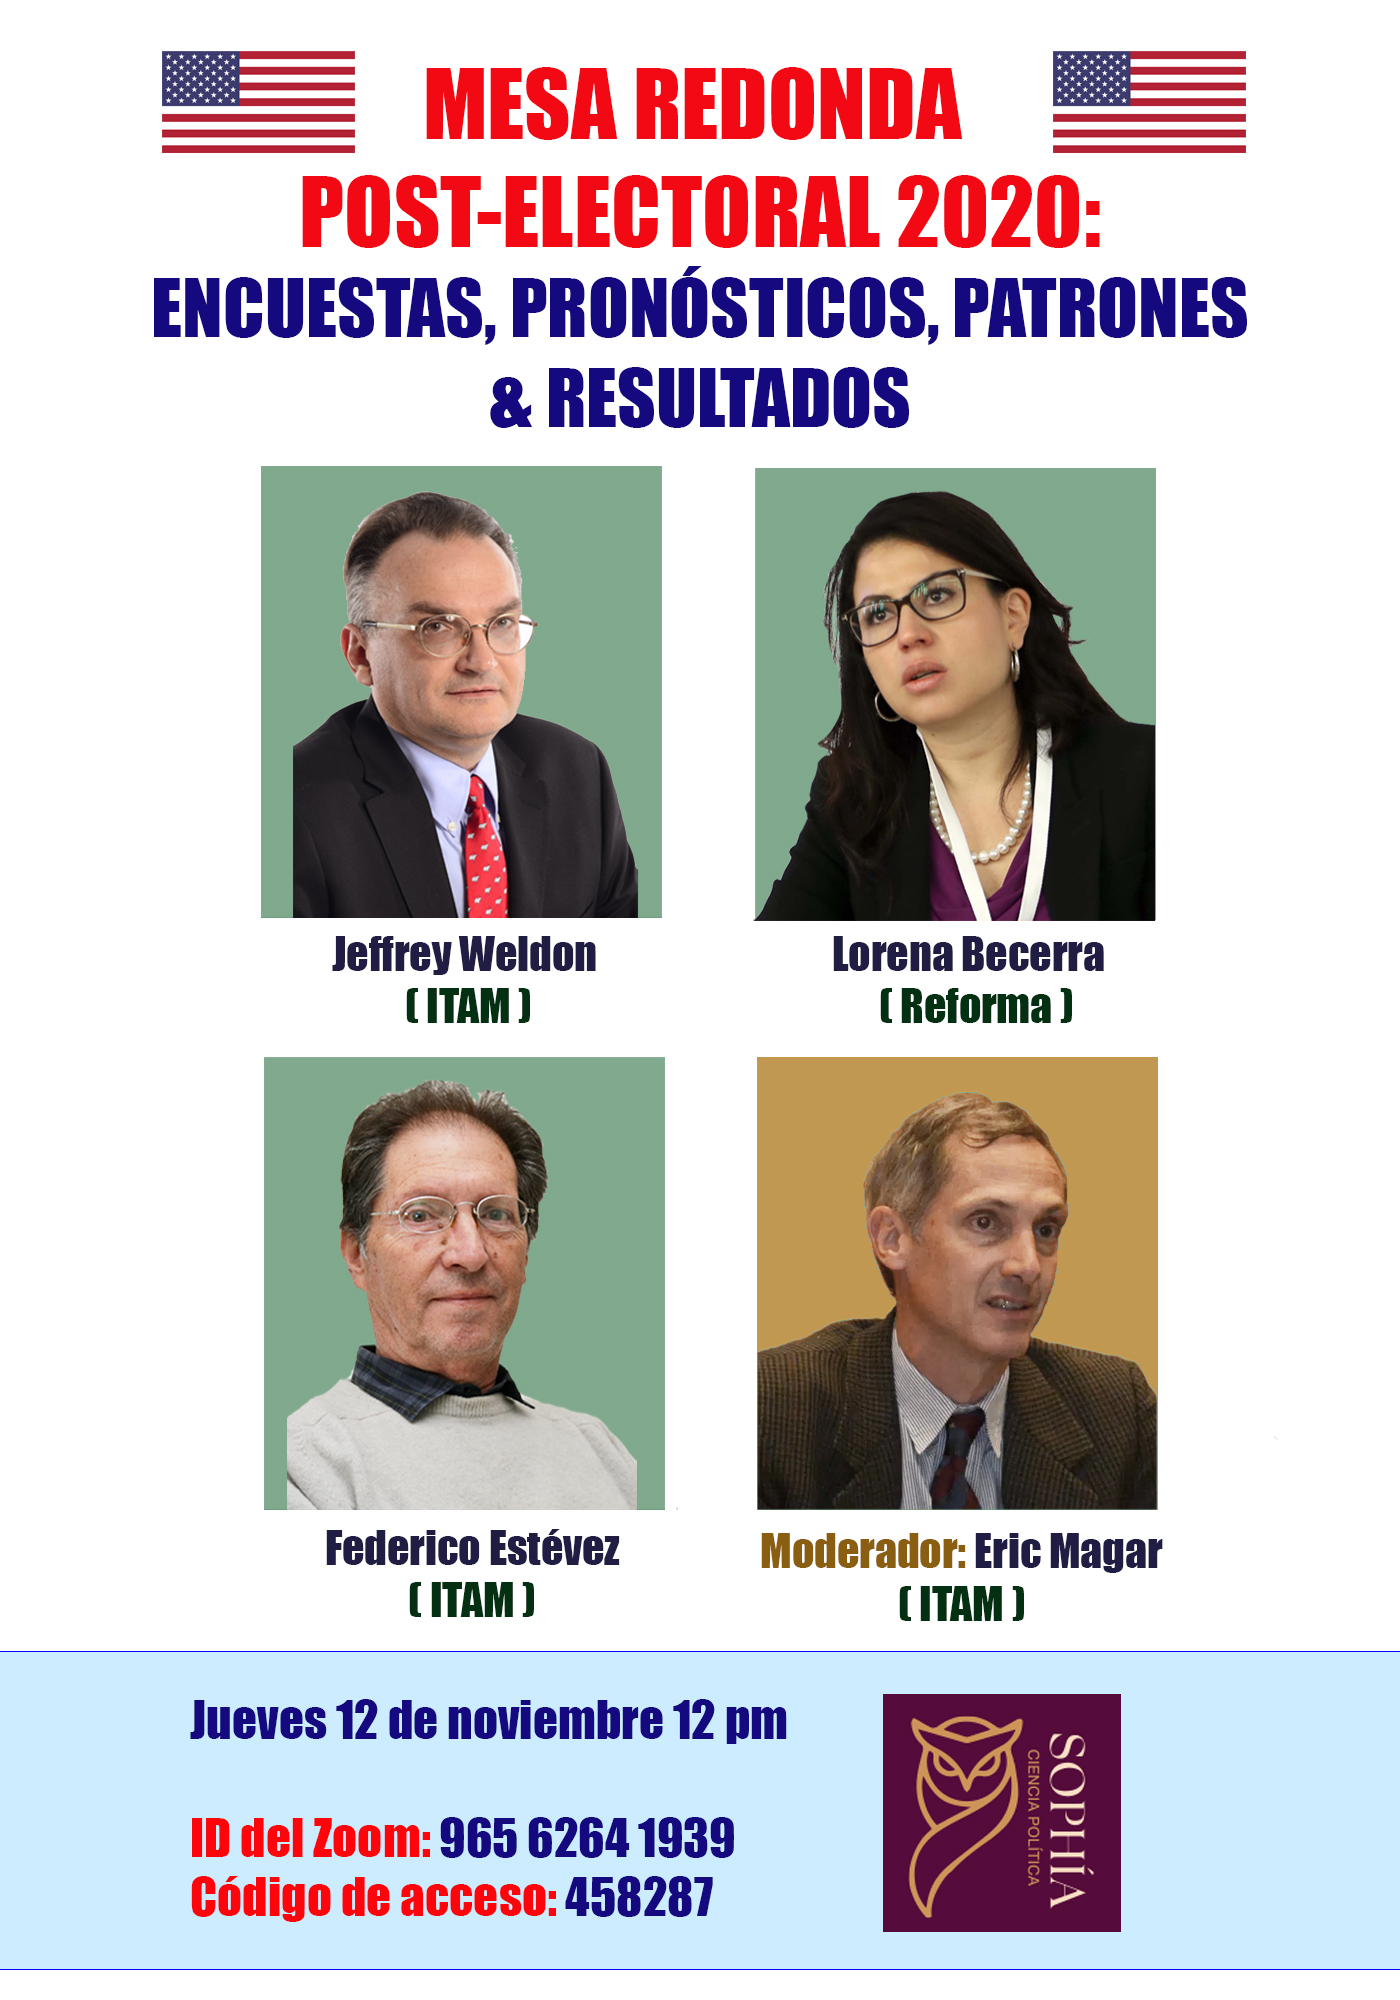 MESA REDONDA
POST-ELECTORAL 2020:
ENCUESTAS, PRONÓSTICOS, PATRONES
& RESULTADOS
Jeffrey Weldon
( ITAM )
Lorena Becerra
( Reforma )
Federico Estévez
( ITAM )
Moderador: Eric Magar
( ITAM )
Jueves 12 de noviembre 12 pm
ID del Zoom: 965 6264 1939
Código de acceso: 458287
SOPHÍA
CIENCIA POLÍTICA